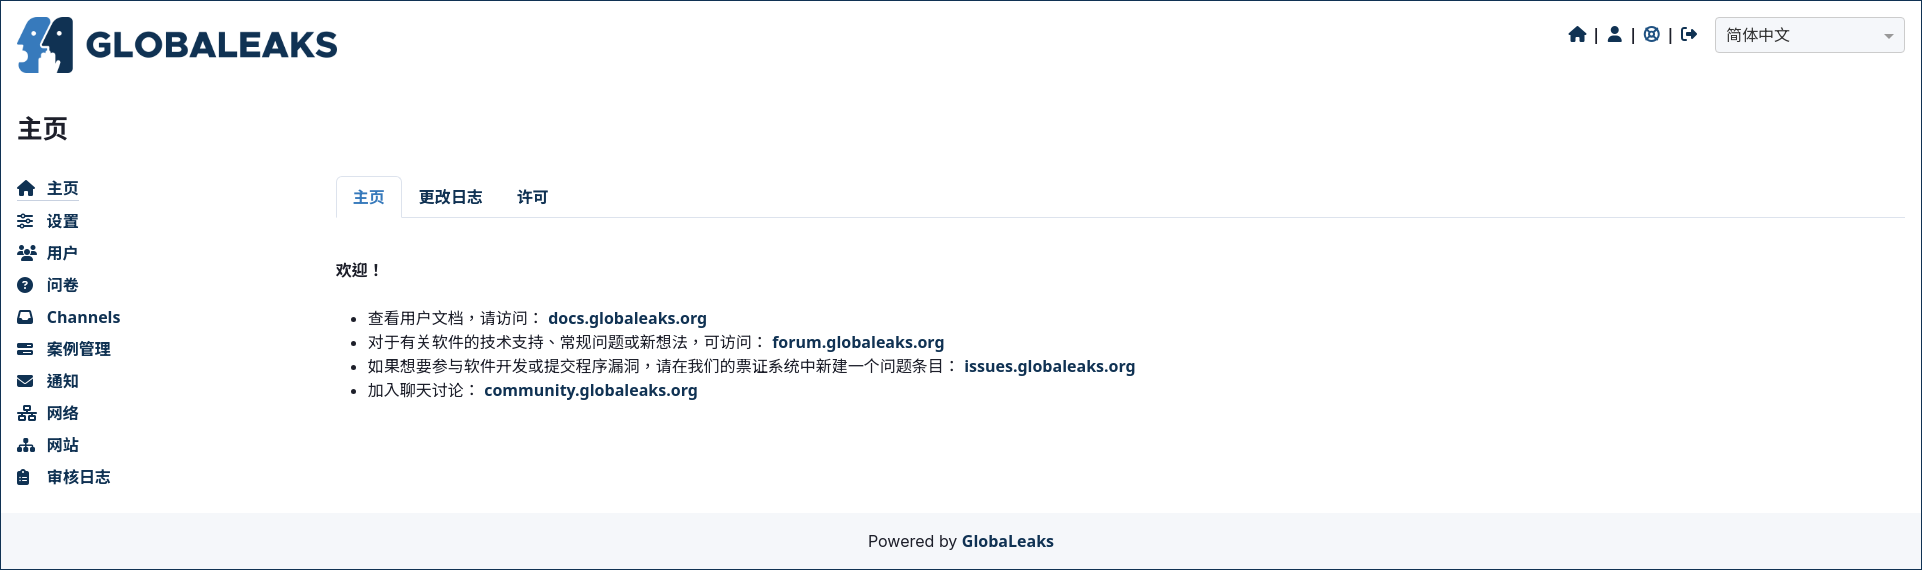 GLOBALEAKS
| | | 简体中文
主页
主页
设置
用户
问卷
Channels
案例管理
通知
网络
网站
审核日志
主页 更改日志 许可
欢迎！
查看用户文档，请访问： docs.globaleaks.org
对于有关软件的技术支持、常规问题或新想法，可访问： forum.globaleaks.org
如果想要参与软件开发或提交程序漏洞，请在我们的票证系统中新建一个问题条目： issues.globaleaks.org
加入聊天讨论： community.globaleaks.org
Powered by GlobaLeaks